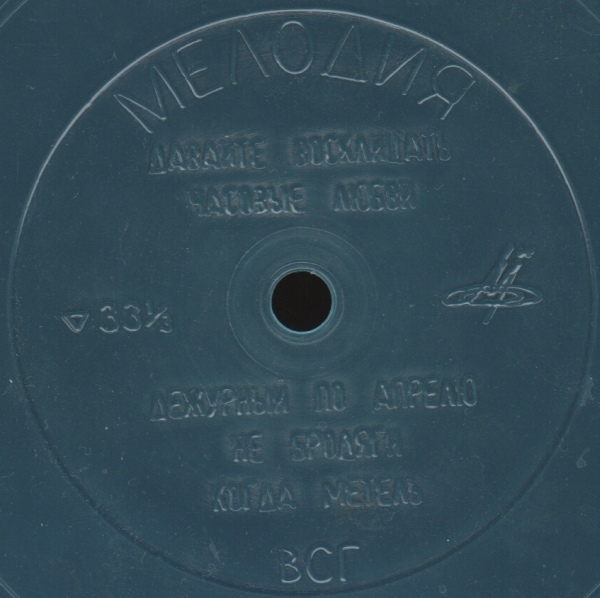 МЕЛОДИЯ
ДАВАЙТЕ ВОСКЛИЦАТЬ
ЧАСОВЫЕ ЛЮБВИ
33⅓
ДЕЖУРНЫЙ ПО АПРЕЛЮ
НЕ БРОДЯГИ
КОГДА МЕТЕЛЬ
ВСГ